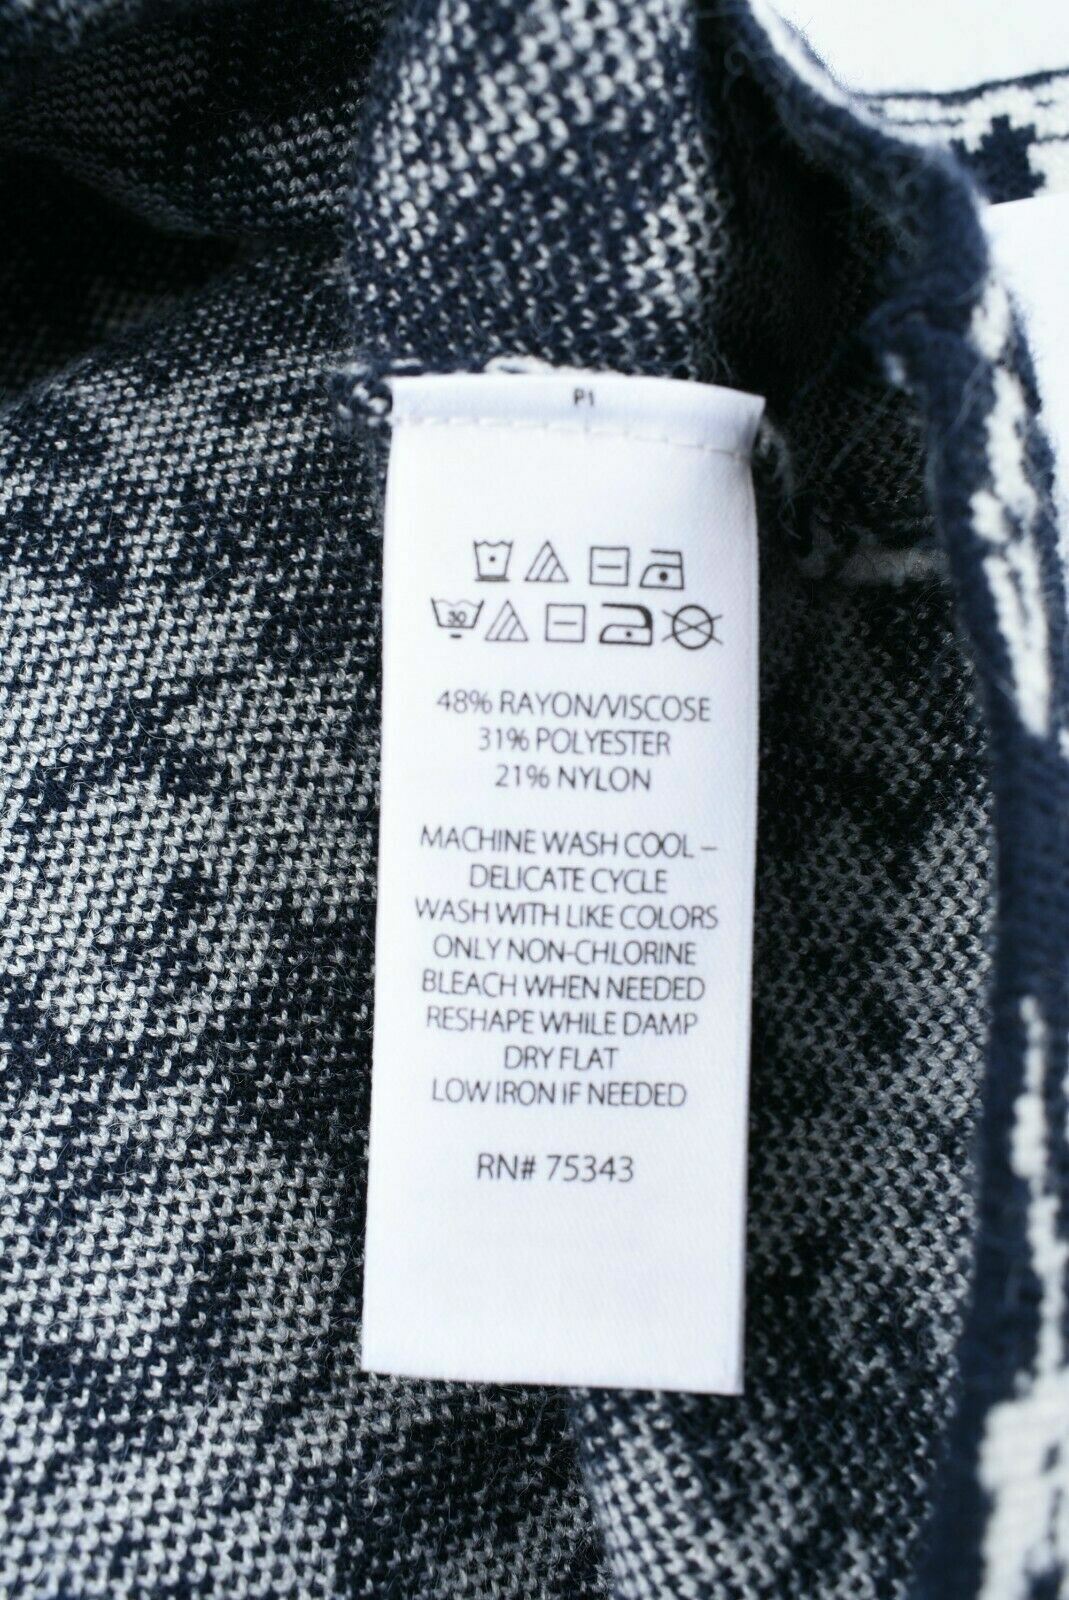 P1
30
48% RAYON/VISCOSE
31% POLYESTER
21% NYLON
MACHINE WASH COOL –
DELICATE CYCLE
WASH WITH LIKE COLORS
ONLY NON-CHLORINE
BLEACH WHEN NEEDED
RESHAPE WHILE DAMP
DRY FLAT
LOW IRON IF NEEDED
RN# 75343